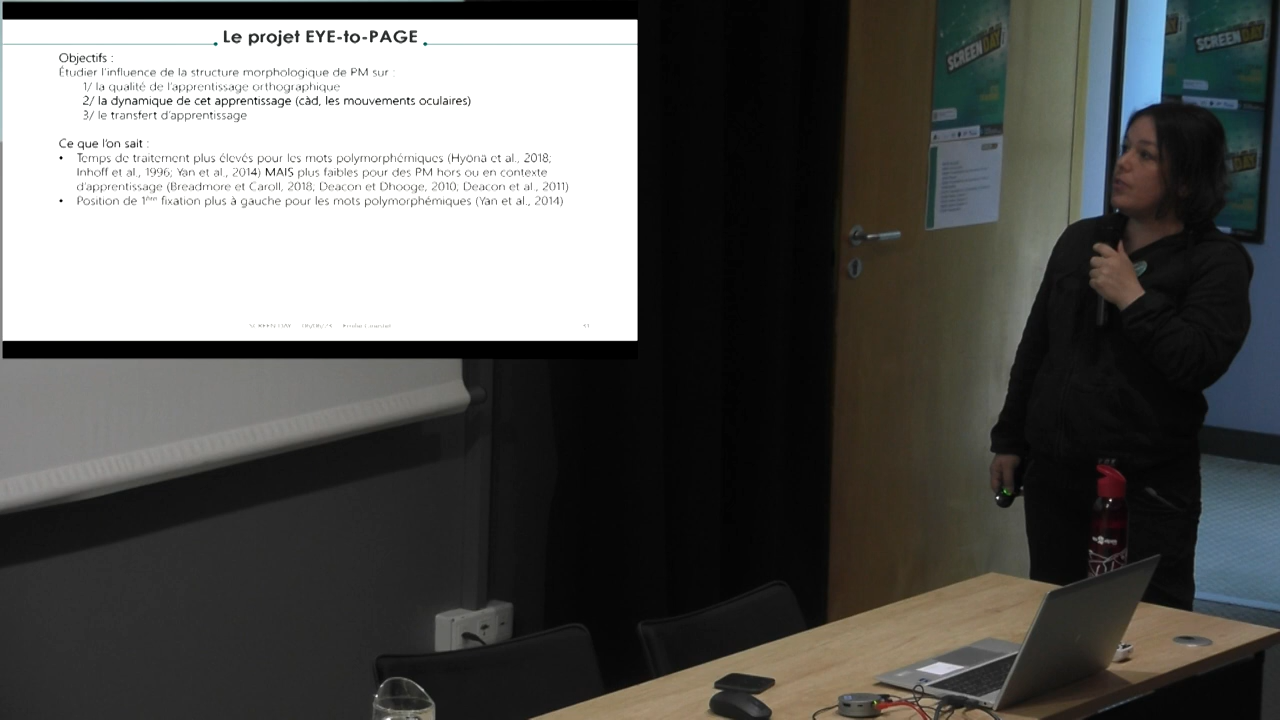 Le projet EYE-to-PAGE
Objectifs :
Étudier l'influence de la structure morphologique de PM sur :
1/ la qualité de l'apprentissage orthographique
2/ la dynamique de cet apprentissage (càd, les mouvements oculaires)
3/ le transfert d'apprentissage
Ce que l'on sait :
• Temps de traitement plus élevés pour les mots polymorphémiques (Hyönä et al., 2018;
Inhoff et al., 1996; Yan et al., 2014) MAIS plus faibles pour des PM hors ou en contexte
d'apprentissage (Breadmore et Caroll, 2018; Deacon et Dhooge, 2010; Deacon et al., 2011)
• Position de 1ère fixation plus à gauche pour les mots polymorphémiques (Yan et al., 2014)
SCREEN
DAY
SCREEN